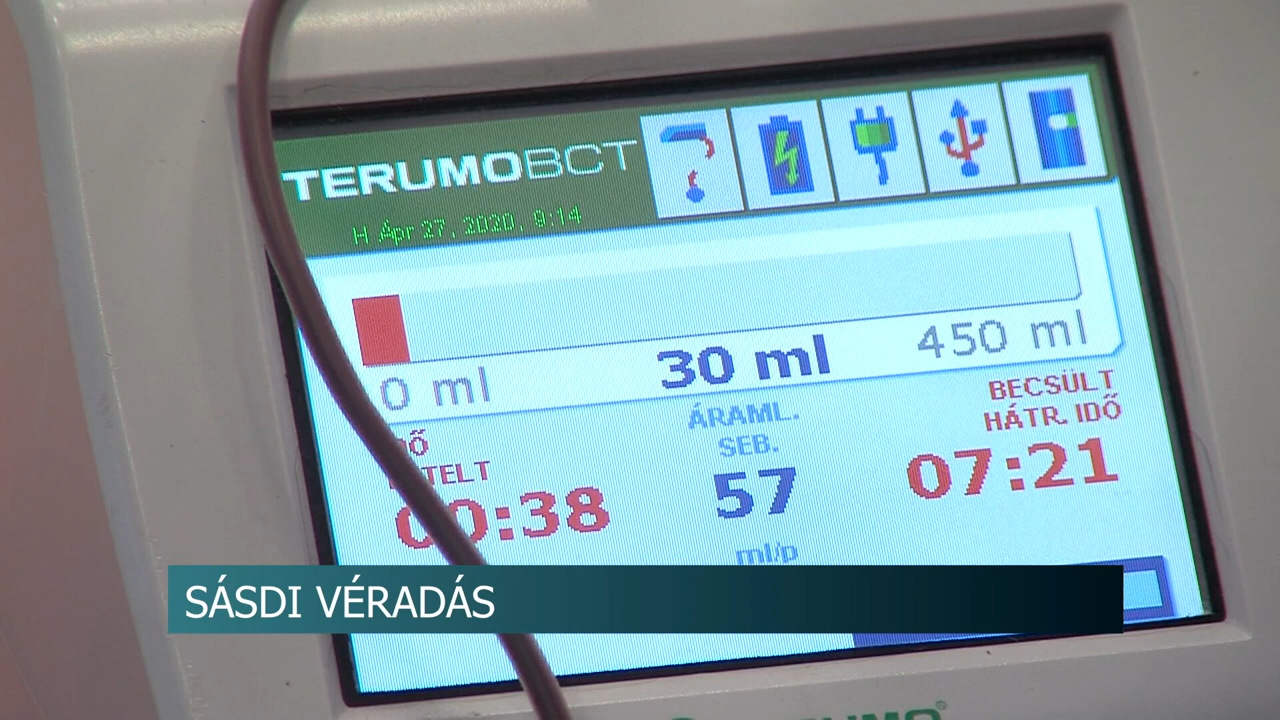 TERUMOBCT
H Ápr 27, 2020, 9:14
0 ml
30 ml
450 ml
ÁRAML.
SEB.
57
ml/p
BECSÜLT
HÁTR. IDŐ
07:21
00:38
SÁSDI VÉRADÁS